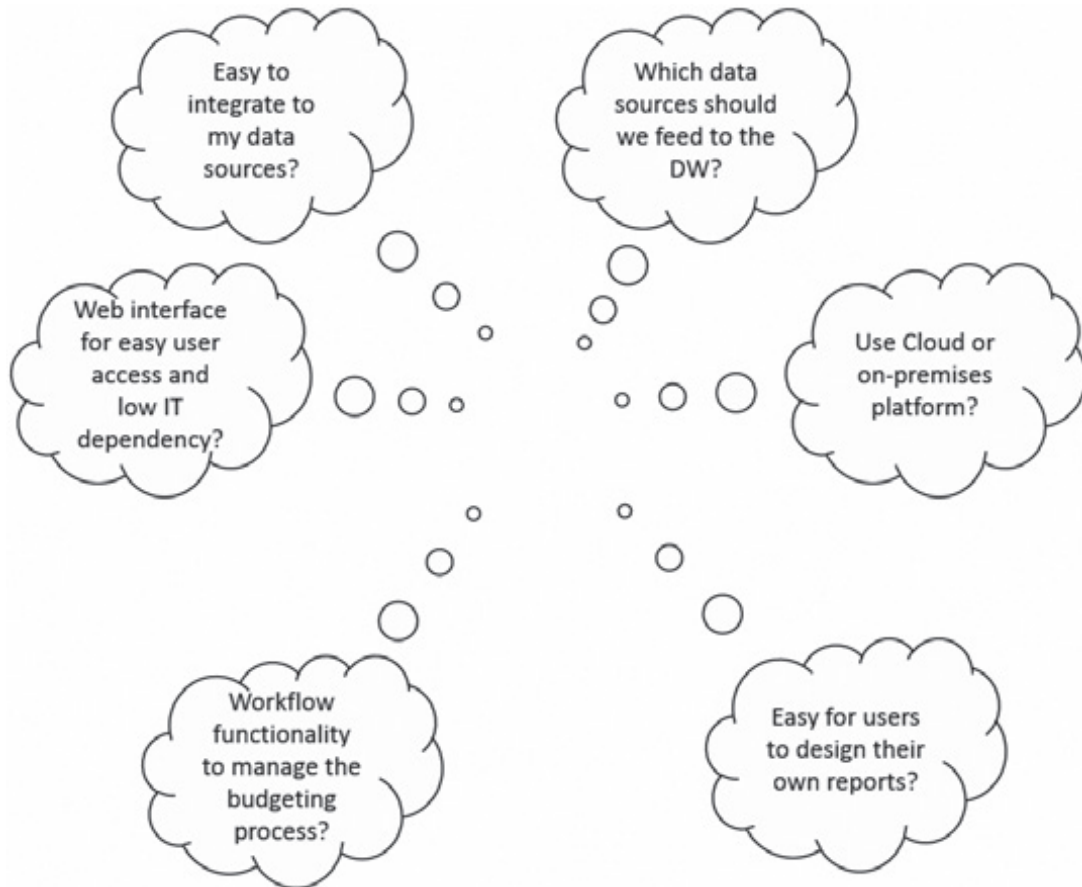 Easy to
integrate to
my data
sources?
Which data
sources should
we feed to the
DW?
Web interface
for easy user
access and
low IT
dependency?
Use Cloud or
on-premises
platform?
Workflow
functionality
to manage the
budgeting
process?
Easy for users
to design their
own reports?